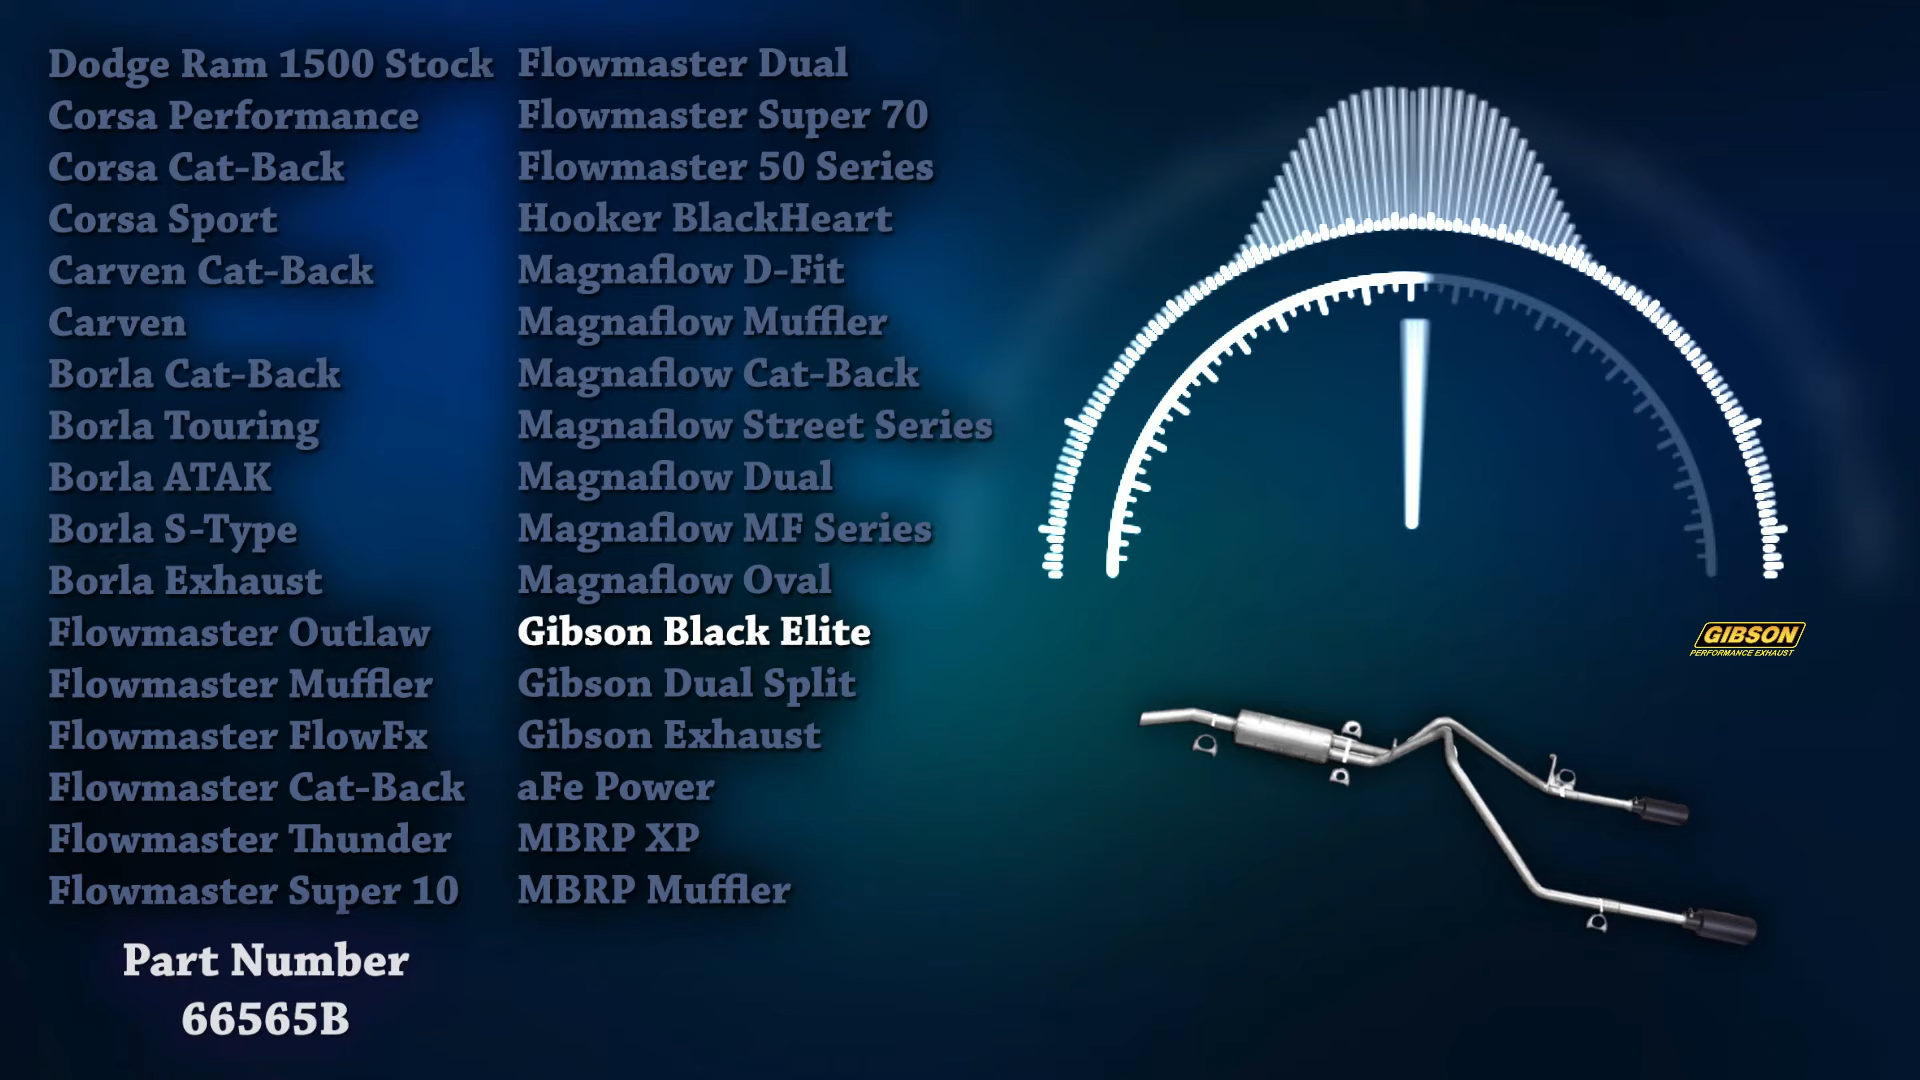 Dodge Ram 1500 Stock
Corsa Performance
Corsa Cat-Back
Corsa Sport
Carven Cat-Back
Carven
Borla Cat-Back
Borla Touring
Borla ATAK
Borla S-Type
Borla Exhaust
Flowmaster Outlaw
Flowmaster Muffler
Flowmaster FlowFx
Flowmaster Cat-Back
Flowmaster Thunder
Flowmaster Super 10
Flowmaster Dual
Flowmaster Super 70
Flowmaster 50 Series
Hooker BlackHeart
Magnaflow D-Fit
Magnaflow Muffler
Magnaflow Cat-Back
Magnaflow Street Series
Magnaflow Dual
Magnaflow MF Series
Magnaflow Oval
Gibson Black Elite
Gibson Dual Split
Gibson Exhaust
aFe Power
MBRP XP
MBRP Muffler
Part Number
66565B
GIBSON
PERFORMANCE EXHAUST